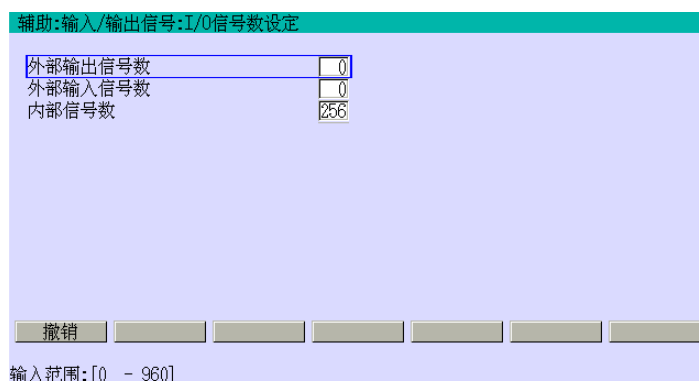 辅助:输入/输出信号:I/O信号数设定
外部输出信号数 0
外部输入信号数 0
内部信号数 256
撤销
输入范围:[0 - 960]